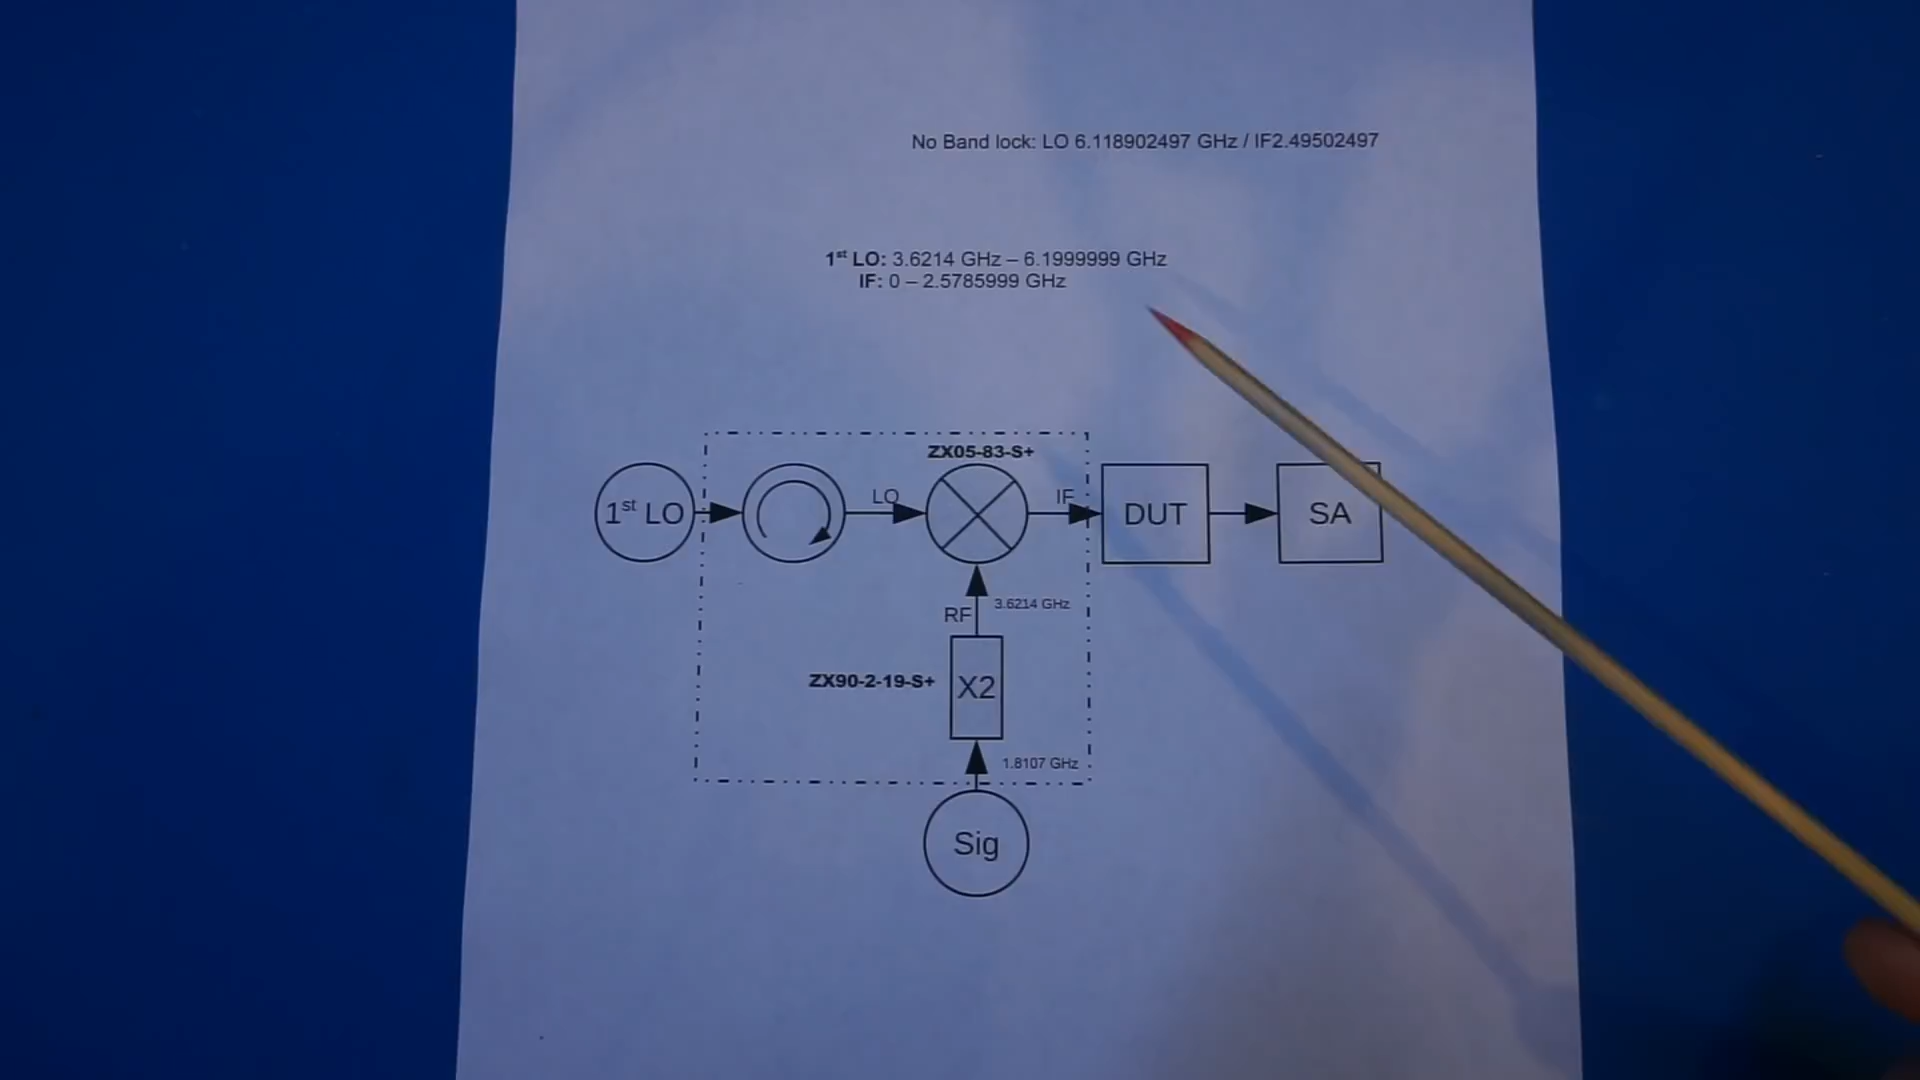 No Band lock: LO 6.118902497 GHz / IF2.49502497
1st LO: 3.6214 GHz – 6.1999999 GHz
IF: 0 – 2.5785999 GHz
ZX05-83-S+
1st LO
LO
IF
DUT
SA
RF
3.6214 GHz
ZX90-2-19-S+
X2
1.8107 GHz
Sig